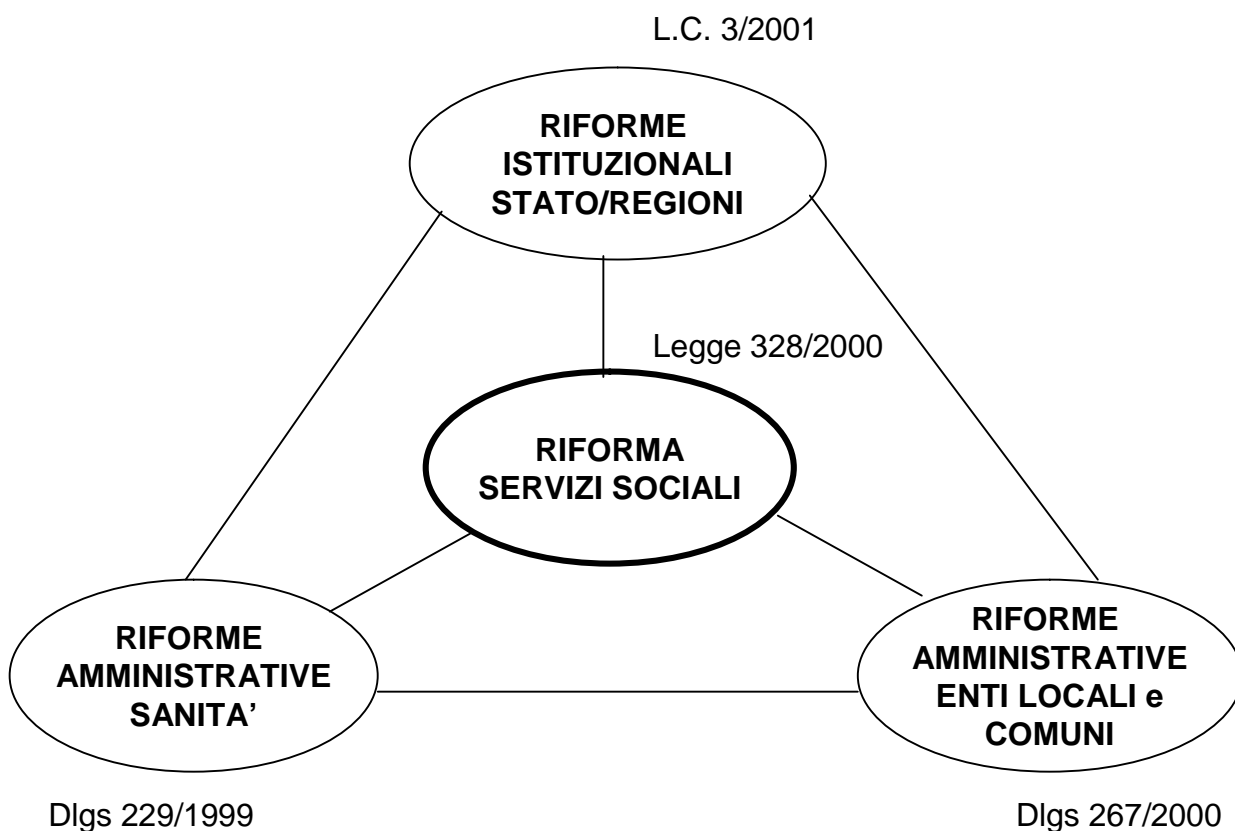 L.C. 3/2001
RIFORME
ISTITUZIONALI
STATO/REGIONI
Legge 328/2000
RIFORMA
SERVIZI SOCIALI
RIFORME
AMMINISTRATIVE
SANITA’
RIFORME
AMMINISTRATIVE
ENTI LOCALI e
COMUNI
Dlgs 229/1999
Dlgs 267/2000